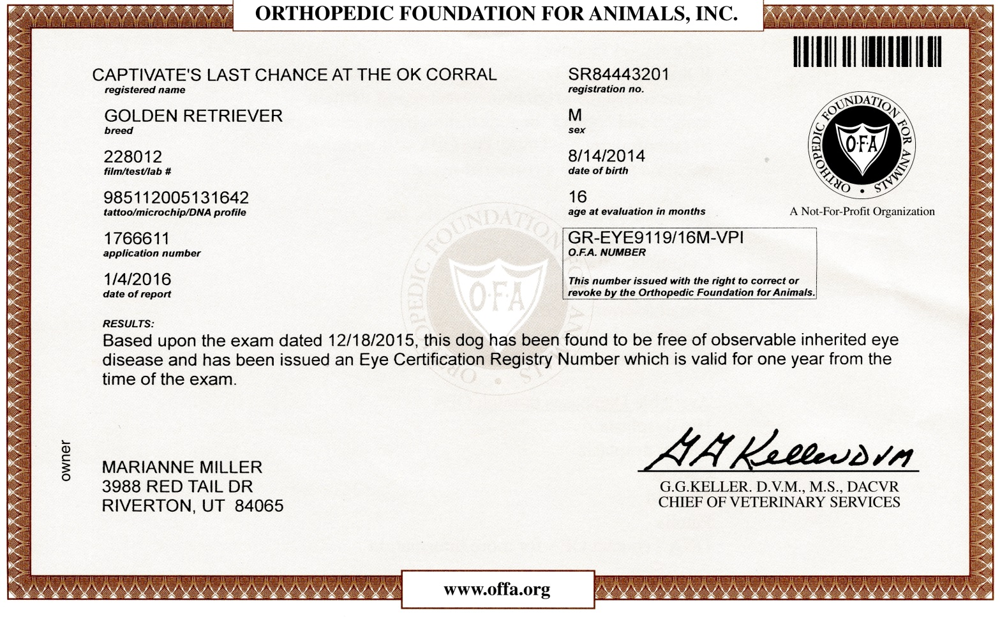 ORTHOPEDIC FOUNDATION FOR ANIMALS, INC.
CAPTIVATE'S LAST CHANCE AT THE OK CORRAL
registered name
SR84443201
registration no.
GOLDEN RETRIEVER
breed
M
sex
228012
film/test/lab #
8/14/2014
date of birth
ORTHOPEDIC FOUNDATION FOR ANIMALS •
O·F·A
A Not-For-Profit Organization
985112005131642
tattoo/microchip/DNA profile
16
age at evaluation in months
1766611
application number
GR-EYE9119/16M-VPI
O.F.A. NUMBER
This number issued with the right to correct or
revoke by the Orthopedic Foundation for Animals.
1/4/2016
date of report
ORTHOPEDIC FOUNDATION FOR ANIMALS •
O·F·A
RESULTS:
Based upon the exam dated 12/18/2015, this dog has been found to be free of observable inherited eye
disease and has been issued an Eye Certification Registry Number which is valid for one year from the
time of the exam.
owner
MARIANNE MILLER
3988 RED TAIL DR
RIVERTON, UT 84065
GG Keller DVM
G.G.KELLER. D.V.M., M.S., DACVR
CHIEF OF VETERINARY SERVICES
www.offa.org